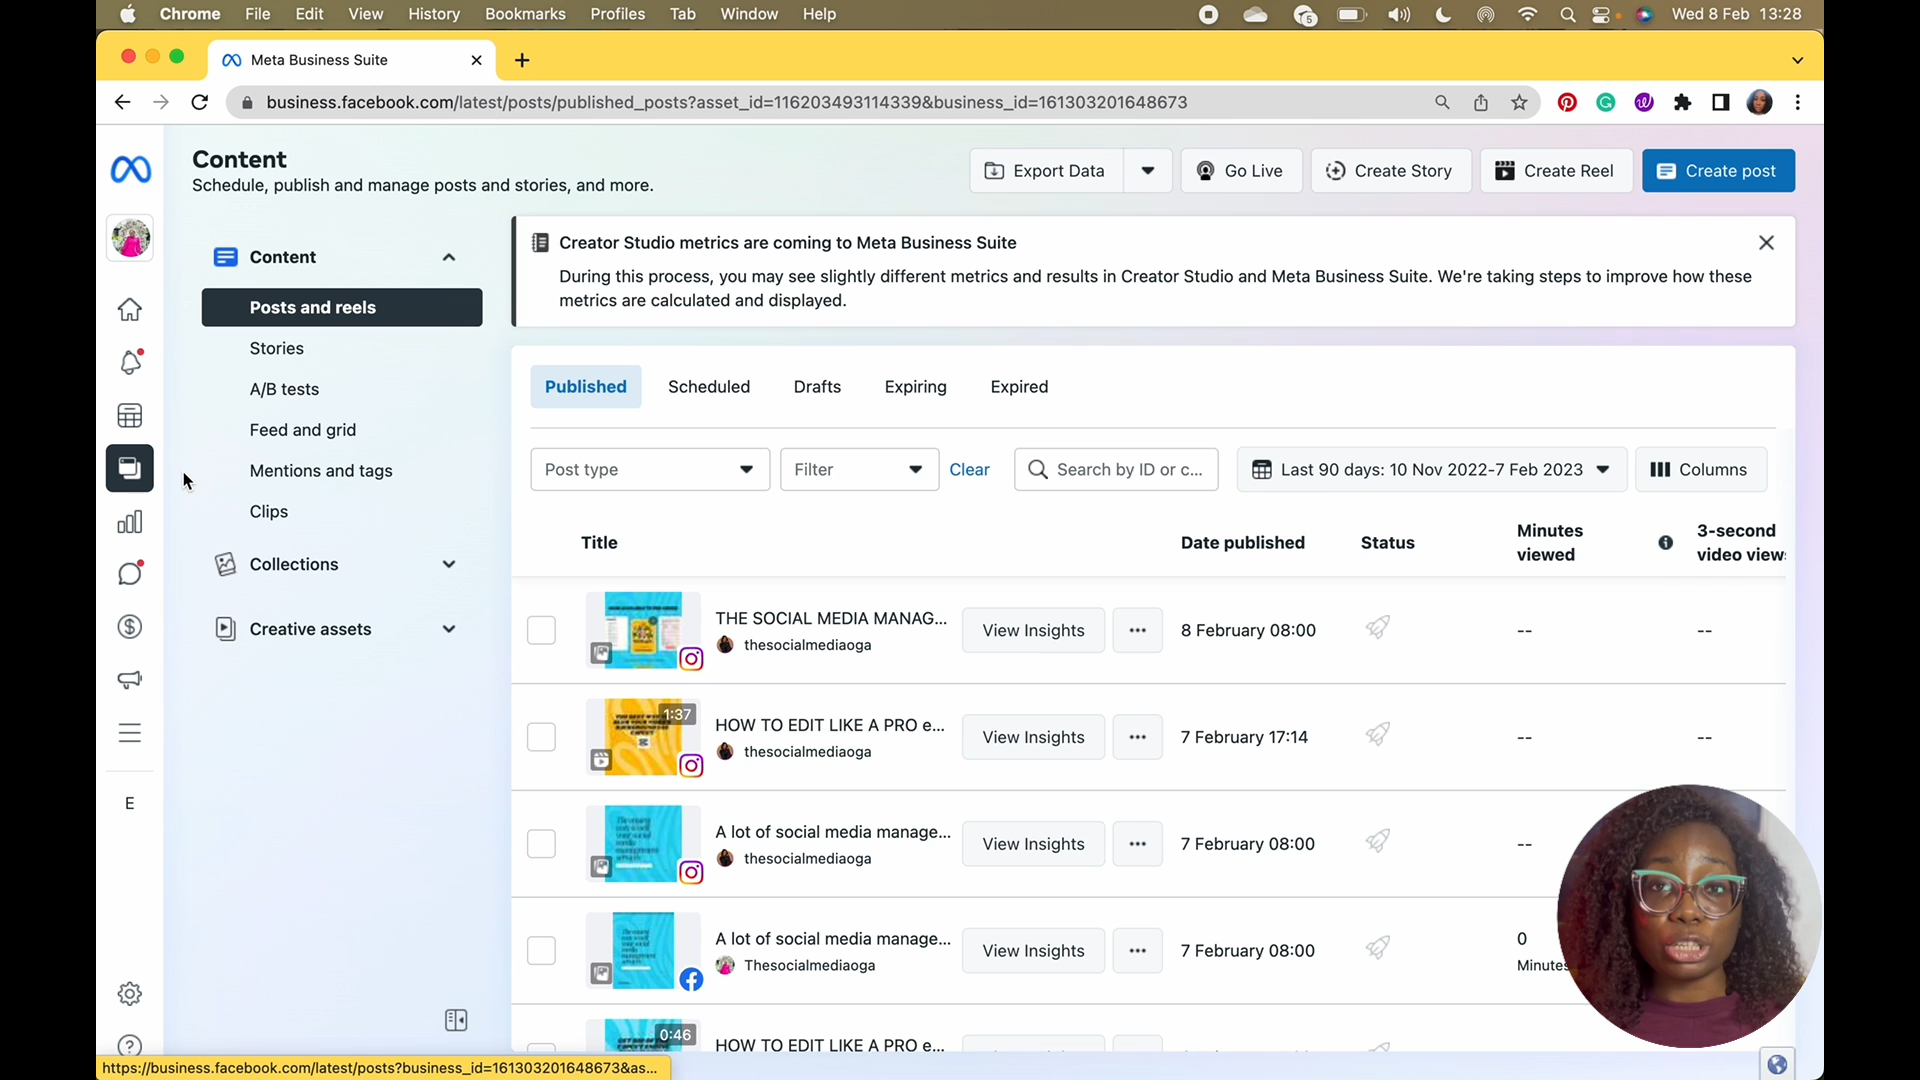 Chrome File Edit View History Bookmarks Profiles Tab Window Help
5
Wed 8 Feb 13:28
Meta Business Suite
business.facebook.com/latest/posts/published_posts?asset_id=116203493114339&business_id=161303201648673
Content
Schedule, publish and manage posts and stories, and more.
Export Data
Go Live
Create Story
Create Reel
Create post
Content
Posts and reels
Stories
A/B tests
Feed and grid
Mentions and tags
Clips
Collections
Creative assets
E
Creator Studio metrics are coming to Meta Business Suite
During this process, you may see slightly different metrics and results in Creator Studio and Meta Business Suite. We're taking steps to improve how these
metrics are calculated and displayed.
Published Scheduled Drafts Expiring Expired
Post type
Filter
Clear
Search by ID or c...
Last 90 days: 10 Nov 2022-7 Feb 2023
Columns
Title
Date published
Status
Minutes
viewed
3-second
video views
THE SOCIAL MEDIA MANAG...
thesocialmediaoga
View Insights
...
8 February 08:00
--
--
1:37
HOW TO EDIT LIKE A PRO e...
thesocialmediaoga
View Insights
...
7 February 17:14
--
--
A lot of social media manage...
thesocialmediaoga
View Insights
...
7 February 08:00
--
A lot of social media manage...
Thesocialmediaoga
View Insights
...
7 February 08:00
0
Minutes
0:46
HOW TO EDIT LIKE A PRO e...
https://business.facebook.com/latest/posts?business_id=161303201648673&as...